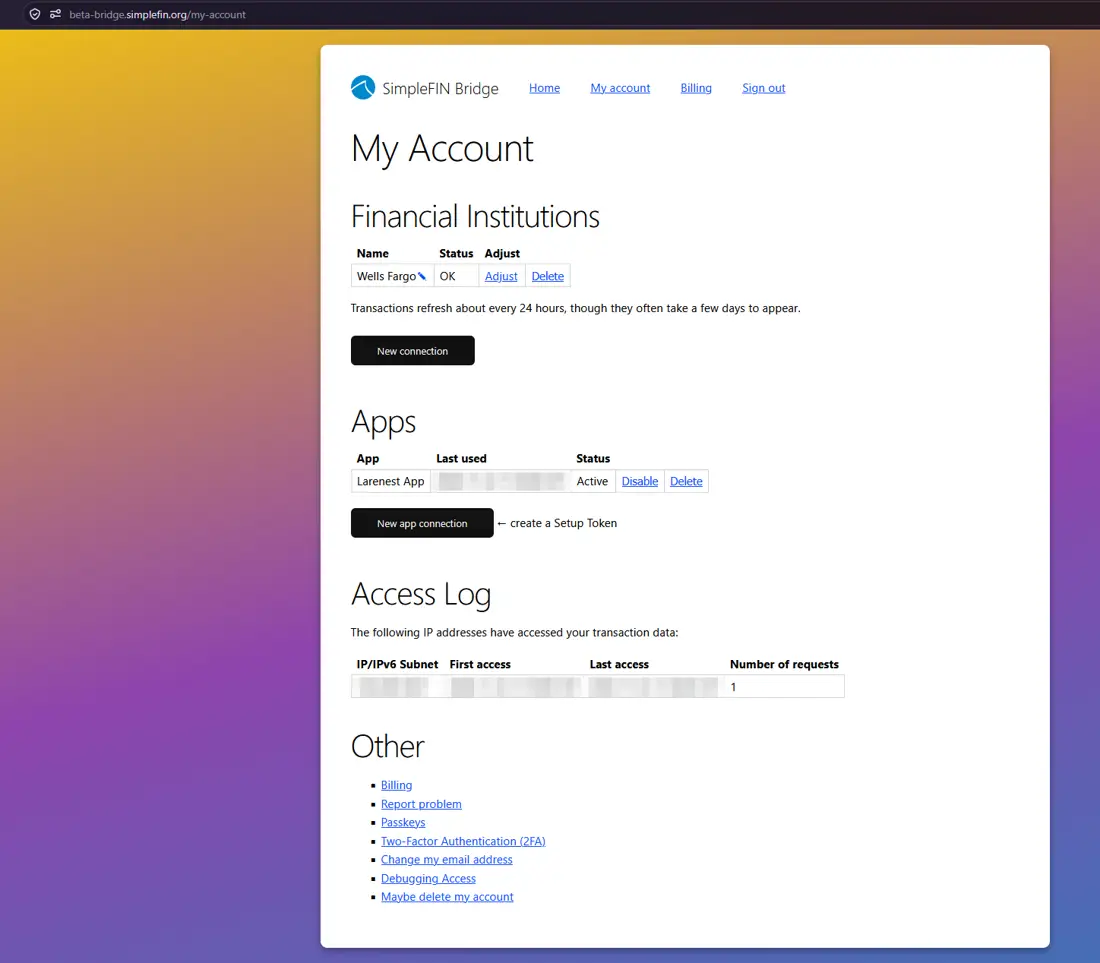 beta-bridge.simplefin.org/my-account
SimpleFIN Bridge Home My account Billing Sign out
My Account
Financial Institutions
Name Status Adjust
Wells Fargo OK Adjust Delete
Transactions refresh about every 24 hours, though they often take a few days to appear.
New connection
Apps
App Last used Status
Larenest App Active Disable Delete
New app connection ← create a Setup Token
Access Log
The following IP addresses have accessed your transaction data:
IP/IPv6 Subnet First access Last access Number of requests
1
Other
▪ Billing
▪ Report problem
▪ Passkeys
▪ Two-Factor Authentication (2FA)
▪ Change my email address
▪ Debugging Access
▪ Maybe delete my account